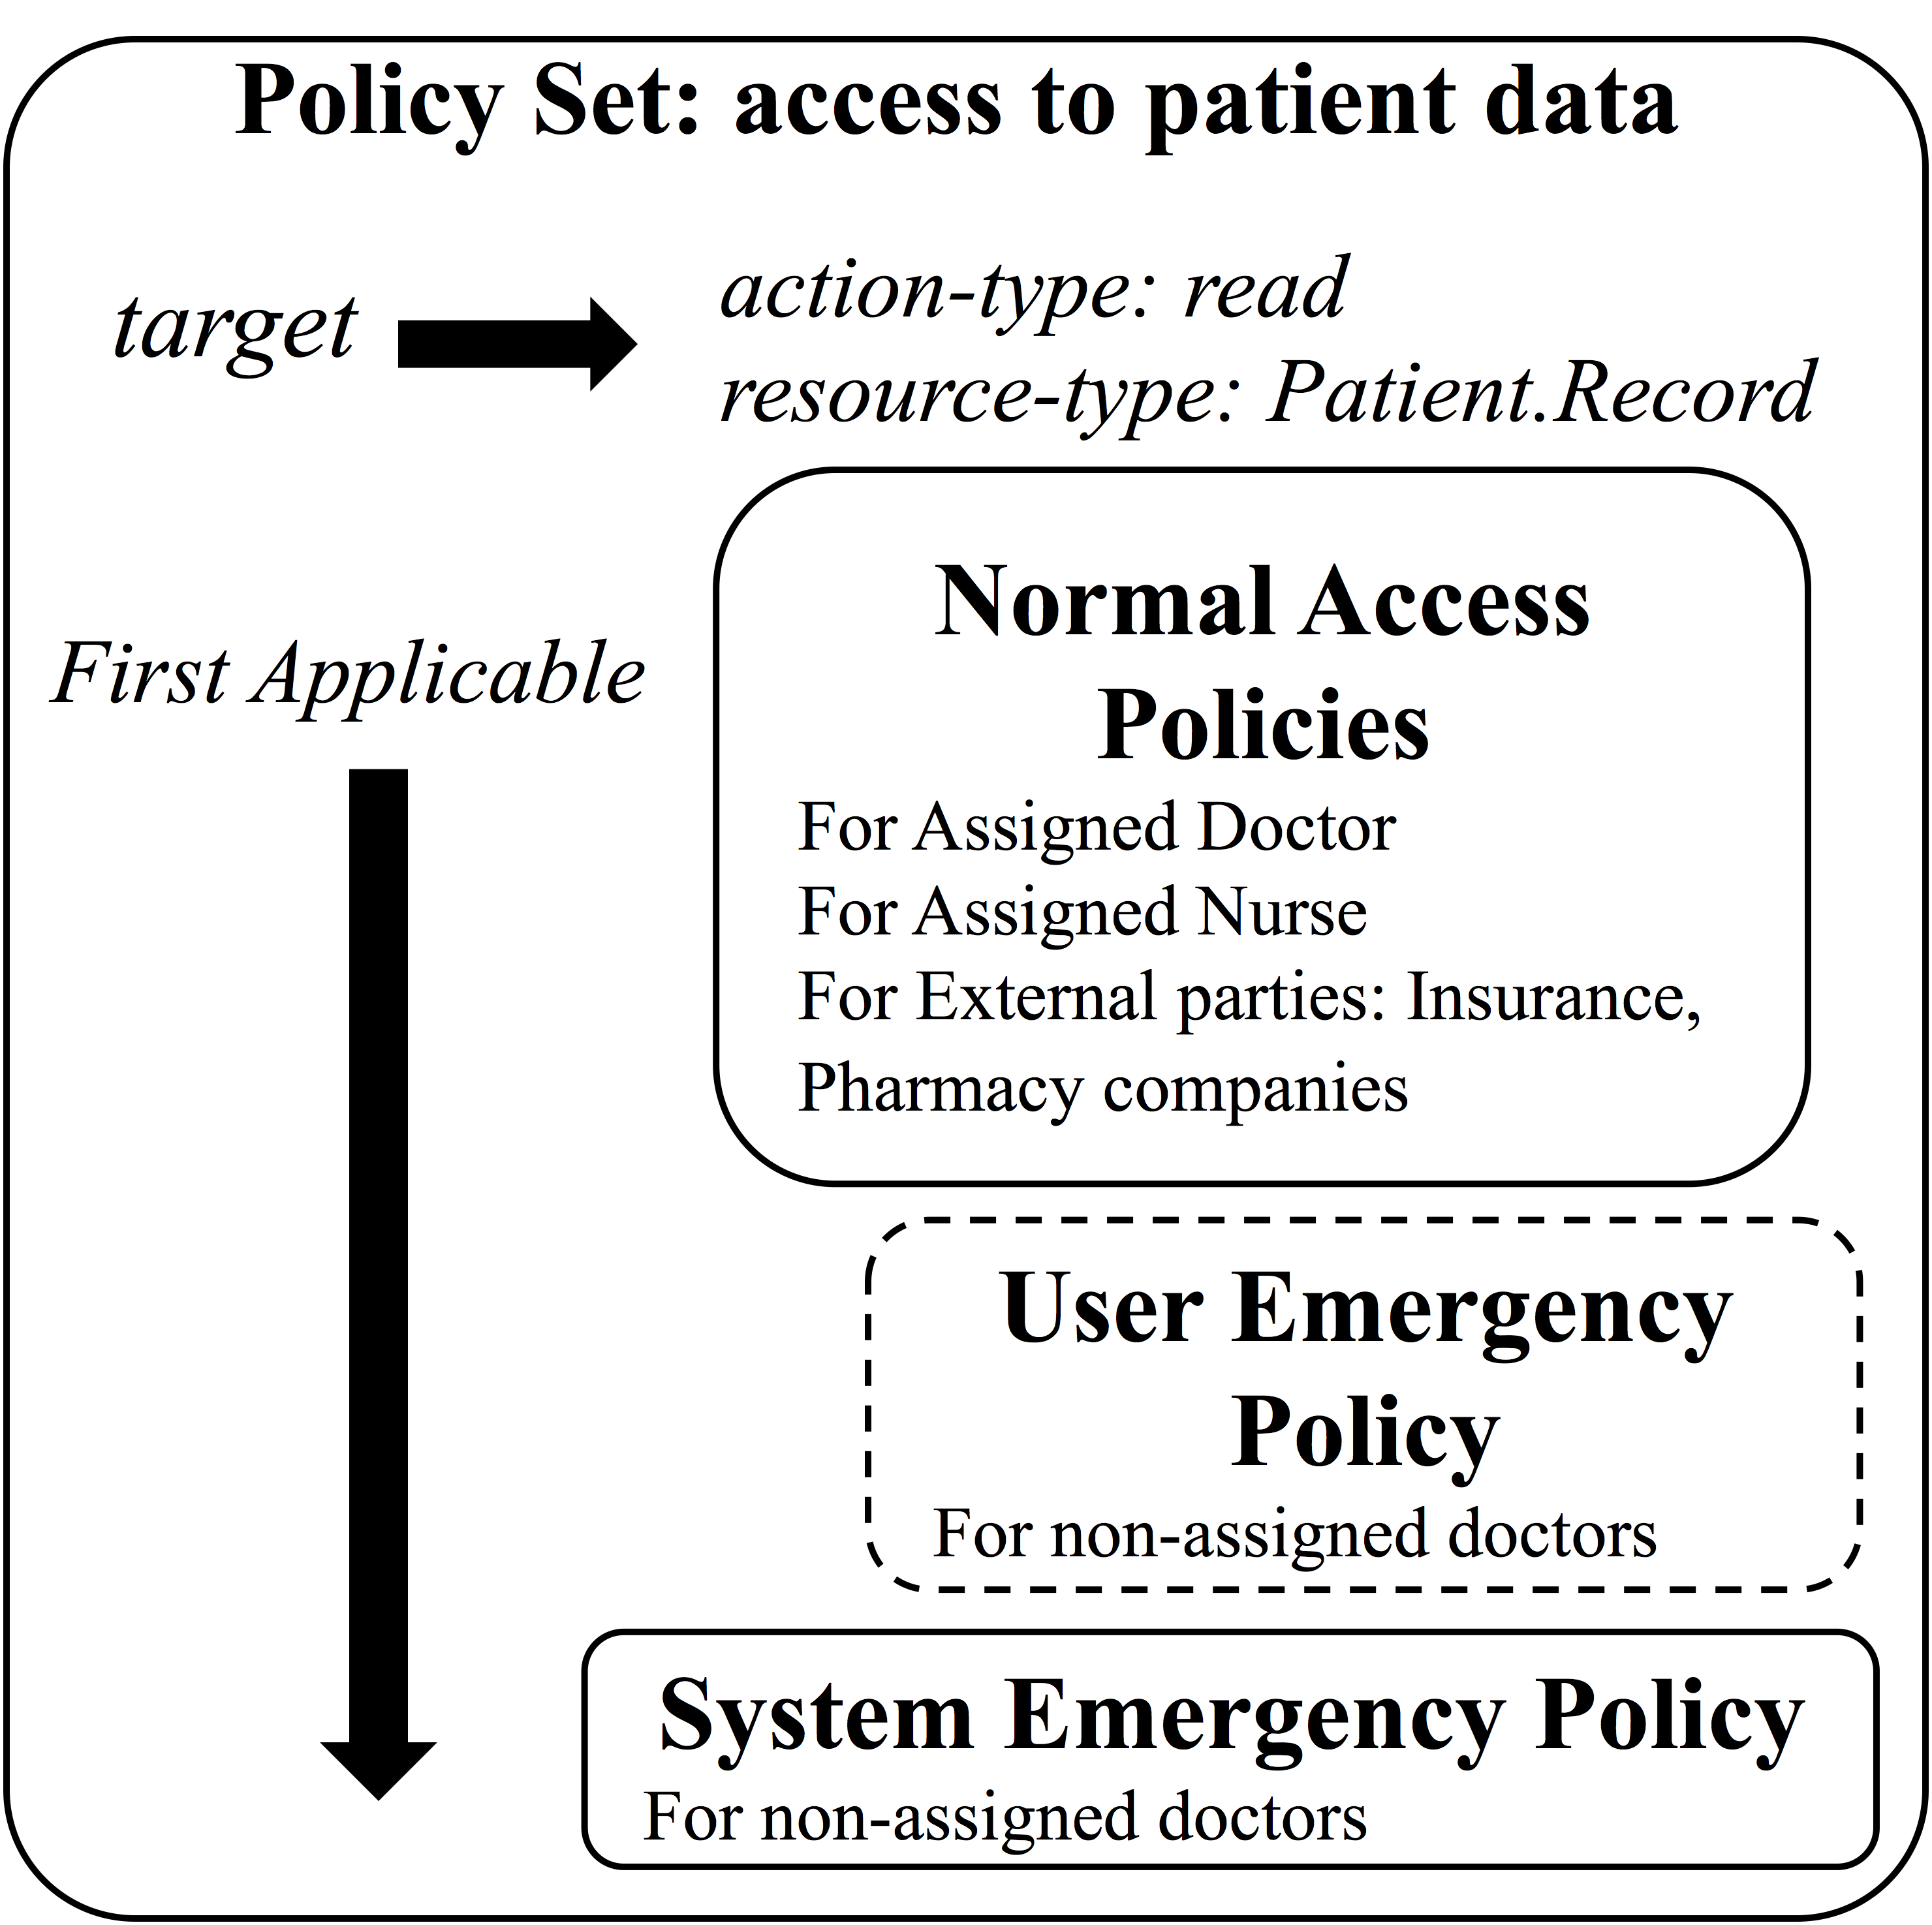 Policy Set: access to patient data
target
action-type: read
resource-type: Patient.Record
First Applicable
Normal Access
Policies
For Assigned Doctor
For Assigned Nurse
For External parties: Insurance,
Pharmacy companies
User Emergency
Policy
For non-assigned doctors
System Emergency Policy
For non-assigned doctors